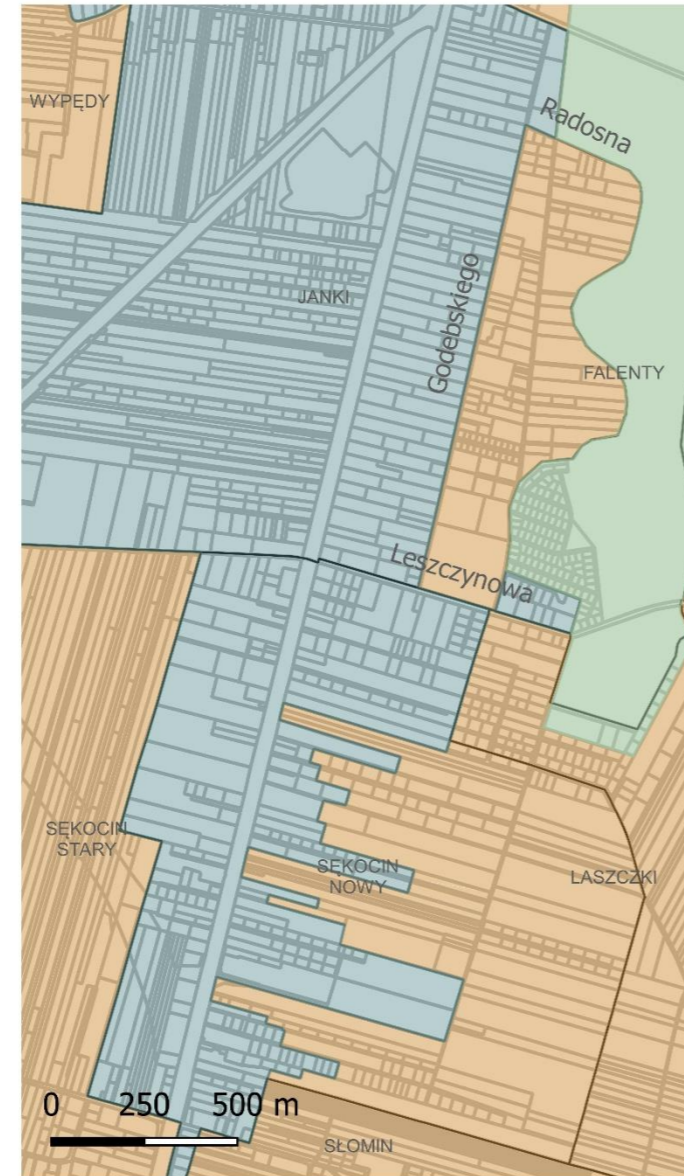 WYPĘDY
Radosna
JANKI
Godebskiego
FALENTY
Leszczynowa
SĘKOCIN
STARY
SĘKOCIN
NOWY
LASZCZKI
0 250 500 m
SŁOMIN